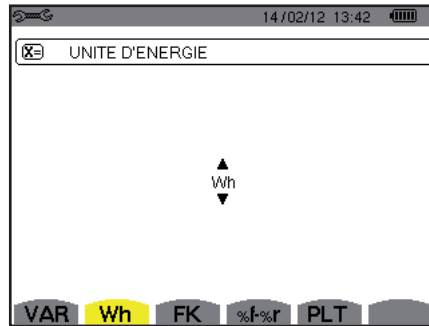 14/02/12 13:42
X= UNITE D'ENERGIE
Wh
VAR Wh FK %f-%r PLT